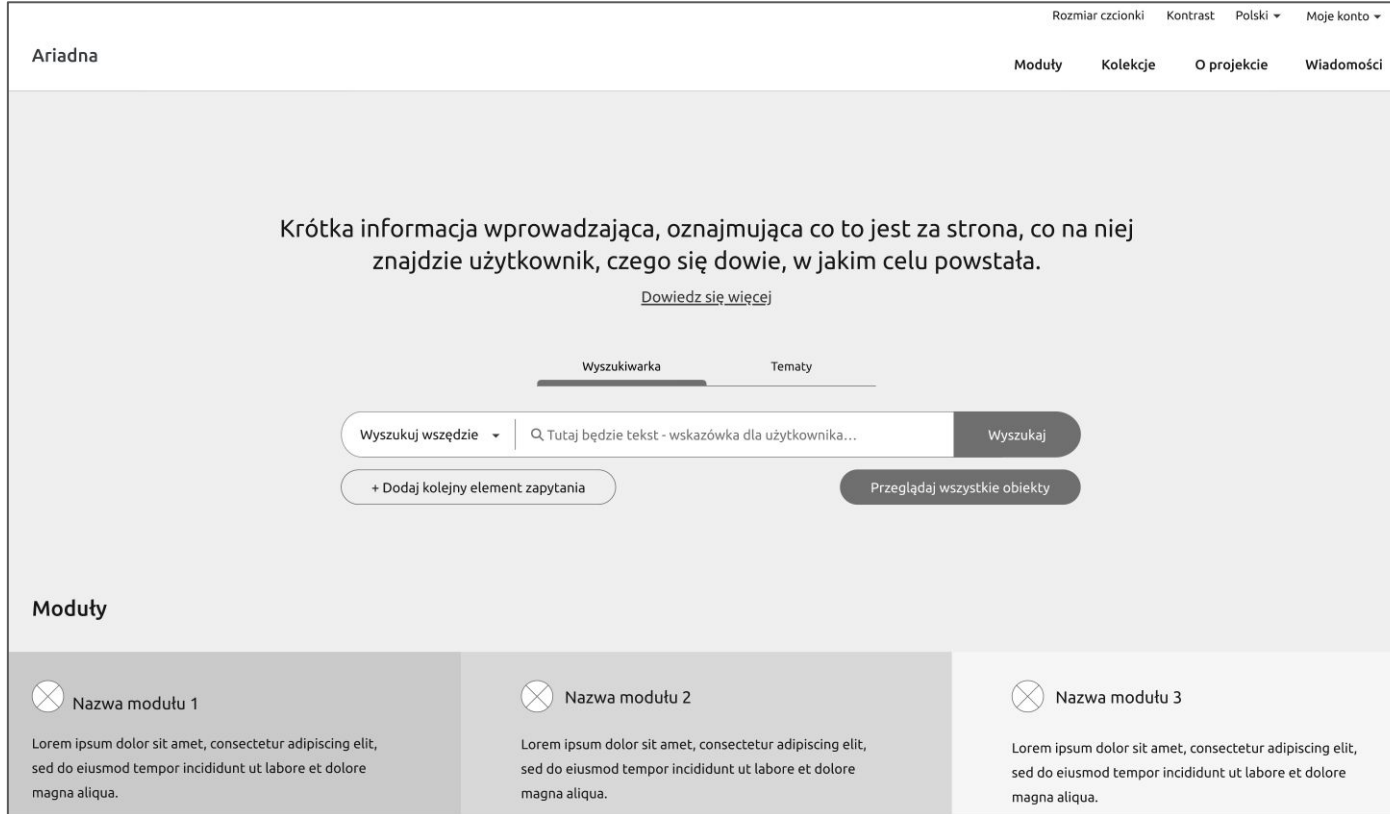 Rozmiar czcionki Kontrast Polski Moje konto
Ariadna
Moduły Kolekcje O projekcie Wiadomości
Krótka informacja wprowadzająca, oznajmująca co to jest za strona, co na niej
znajdzie użytkownik, czego się dowie, w jakim celu powstała.
Dowiedz się więcej
Wyszukiwarka Tematy
Wyszukuj wszędzie Tutaj będzie tekst - wskazówka dla użytkownika... Wyszukaj
+ Dodaj kolejny element zapytania Przeglądaj wszystkie obiekty
Moduły
Nazwa modułu 1
Lorem ipsum dolor sit amet, consectetur adipiscing elit,
sed do eiusmod tempor incididunt ut labore et dolore
magna aliqua.
Nazwa modułu 2
Lorem ipsum dolor sit amet, consectetur adipiscing elit,
sed do eiusmod tempor incididunt ut labore et dolore
magna aliqua.
Nazwa modułu 3
Lorem ipsum dolor sit amet, consectetur adipiscing elit,
sed do eiusmod tempor incididunt ut labore et dolore
magna aliqua.